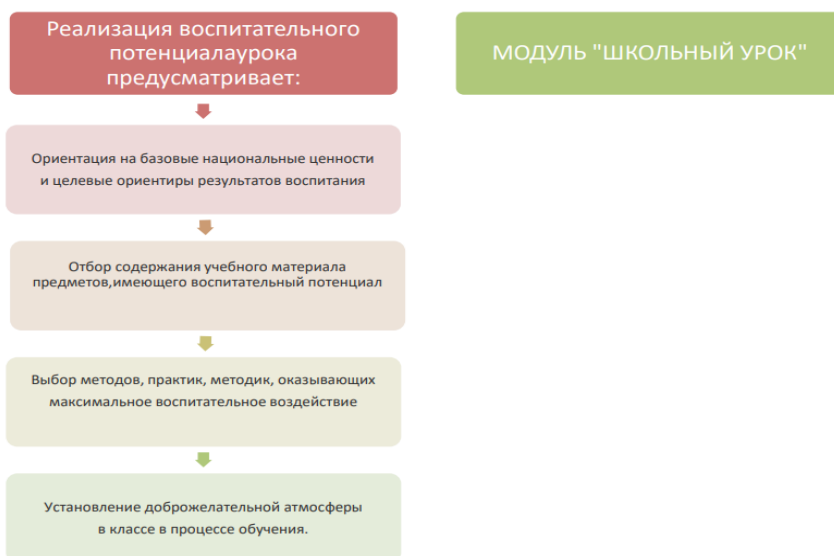 Реализация воспитательного
потенциалаурока
предусматривает:
МОДУЛЬ "ШКОЛЬНЫЙ УРОК"
Ориентация на базовые национальные ценности
и целевые ориентиры результатов воспитания
Отбор содержания учебного материала
предметов,имеющего воспитательный потенциал
Выбор методов, практик, методик, оказывающих
максимальное воспитательное воздействие
Установление доброжелательной атмосферы
в классе в процессе обучения.